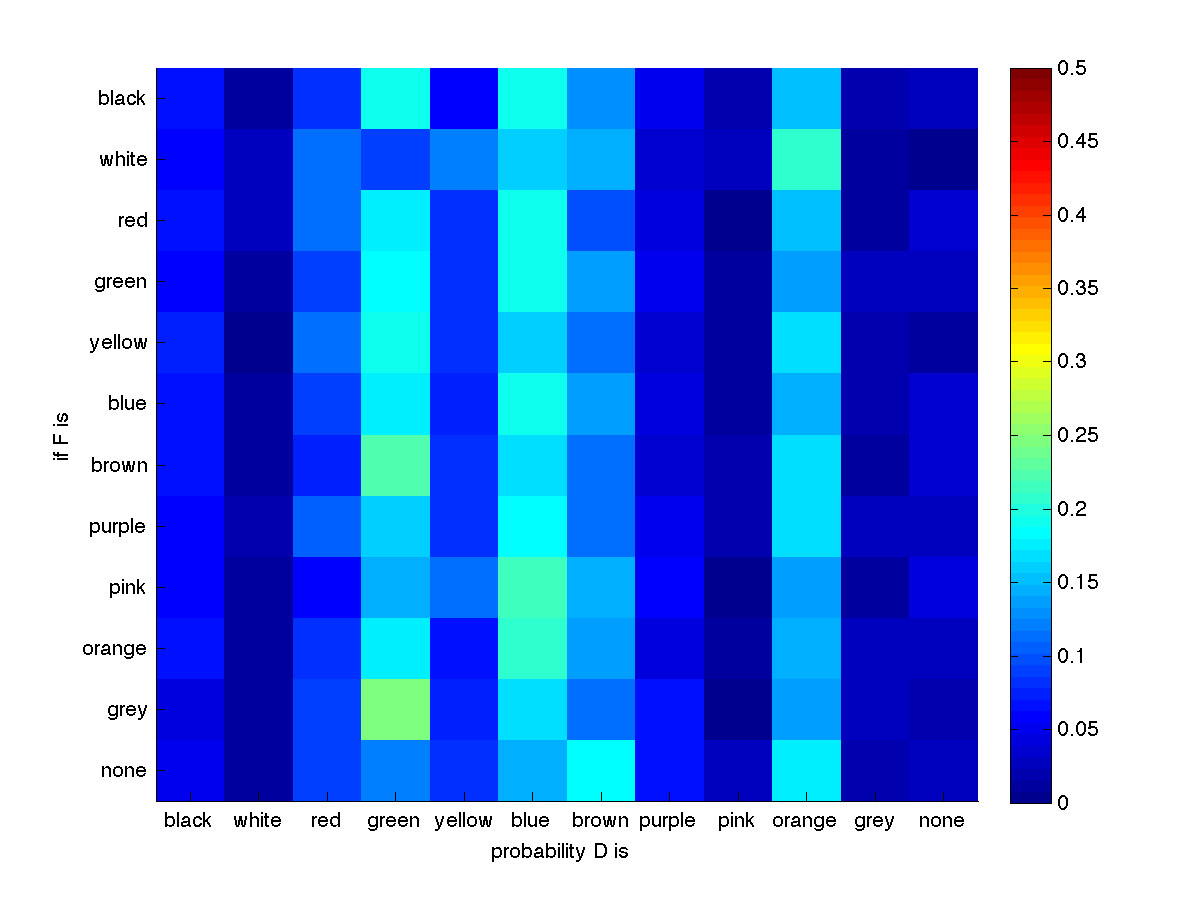 0.5
black
0.45
white
0.4
red
0.35
green
0.3
yellow
0.25
blue
if F is
brown
0.2
purple
0.15
pink
0.1
orange
0.05
grey
none
0
black white red green yellow blue brown purple pink orange grey none
probability D is